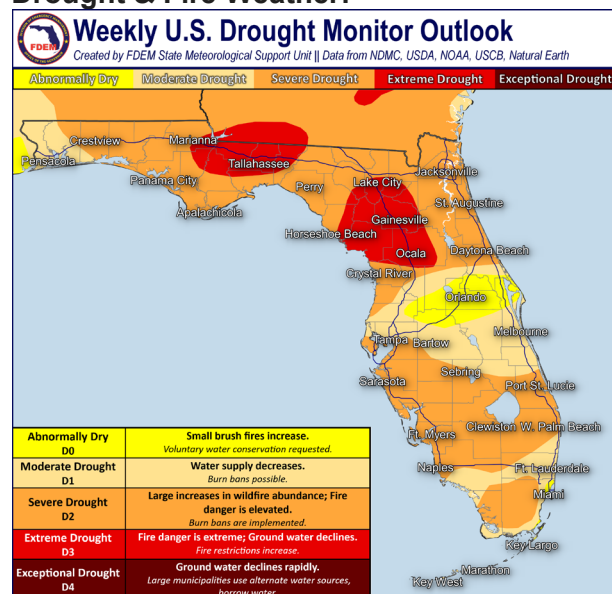 Drought & Fire Weather:
Weekly U.S. Drought Monitor Outlook
Created by FDEM State Meteorological Support Unit || Data from NDMC, USDA, NOAA, USCB, Natural Earth
FDEM
Abnormally Dry Moderate Drought Severe Drought Extreme Drought Exceptional Drought
Crestview
Marianna
Pensacola
Tallahassee
Jacksonville
Panama City
Perry
Lake City
Apalachicola
St. Augustine
Gainesville
Horseshoe Beach
Ocala
Daytona Beach
Crystal River
Orlando
Melbourne
Tampa
Bartow
Sebring
Sarasota
Port St. Lucie
Clewiston
W. Palm Beach
Ft. Myers
Naples
Ft. Lauderdale
Miami
Key Largo
Marathon
Key West
Abnormally Dry
D0
Small brush fires increase.
Voluntary water conservation requested.
Moderate Drought
D1
Water supply decreases.
Burn bans possible.
Severe Drought
D2
Large increases in wildfire abundance; Fire
danger is elevated.
Burn bans are implemented.
Extreme Drought
D3
Fire danger is extreme; Ground water declines.
Fire restrictions increase.
Exceptional Drought
D4
Ground water declines rapidly.
Large municipalities use alternate water sources,
borrow water.